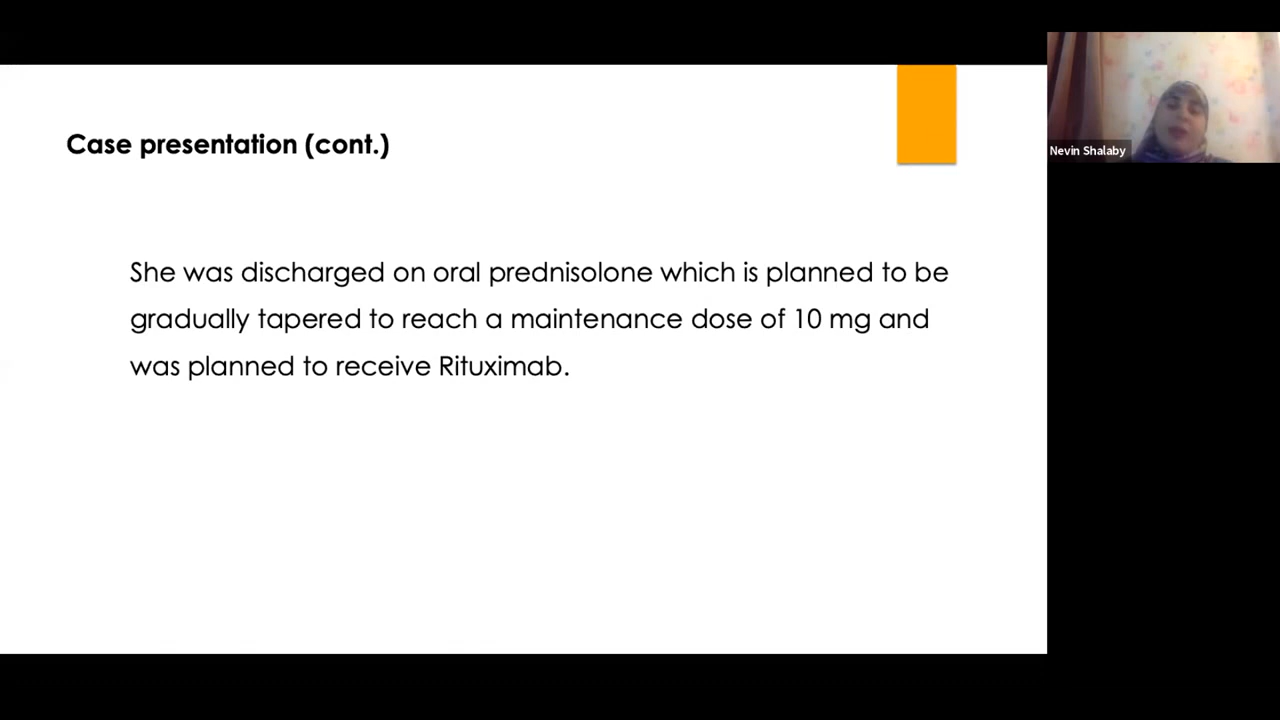 Case presentation (cont.)
She was discharged on oral prednisolone which is planned to be
gradually tapered to reach a maintenance dose of 10 mg and
was planned to receive Rituximab.
Nevin Shalaby